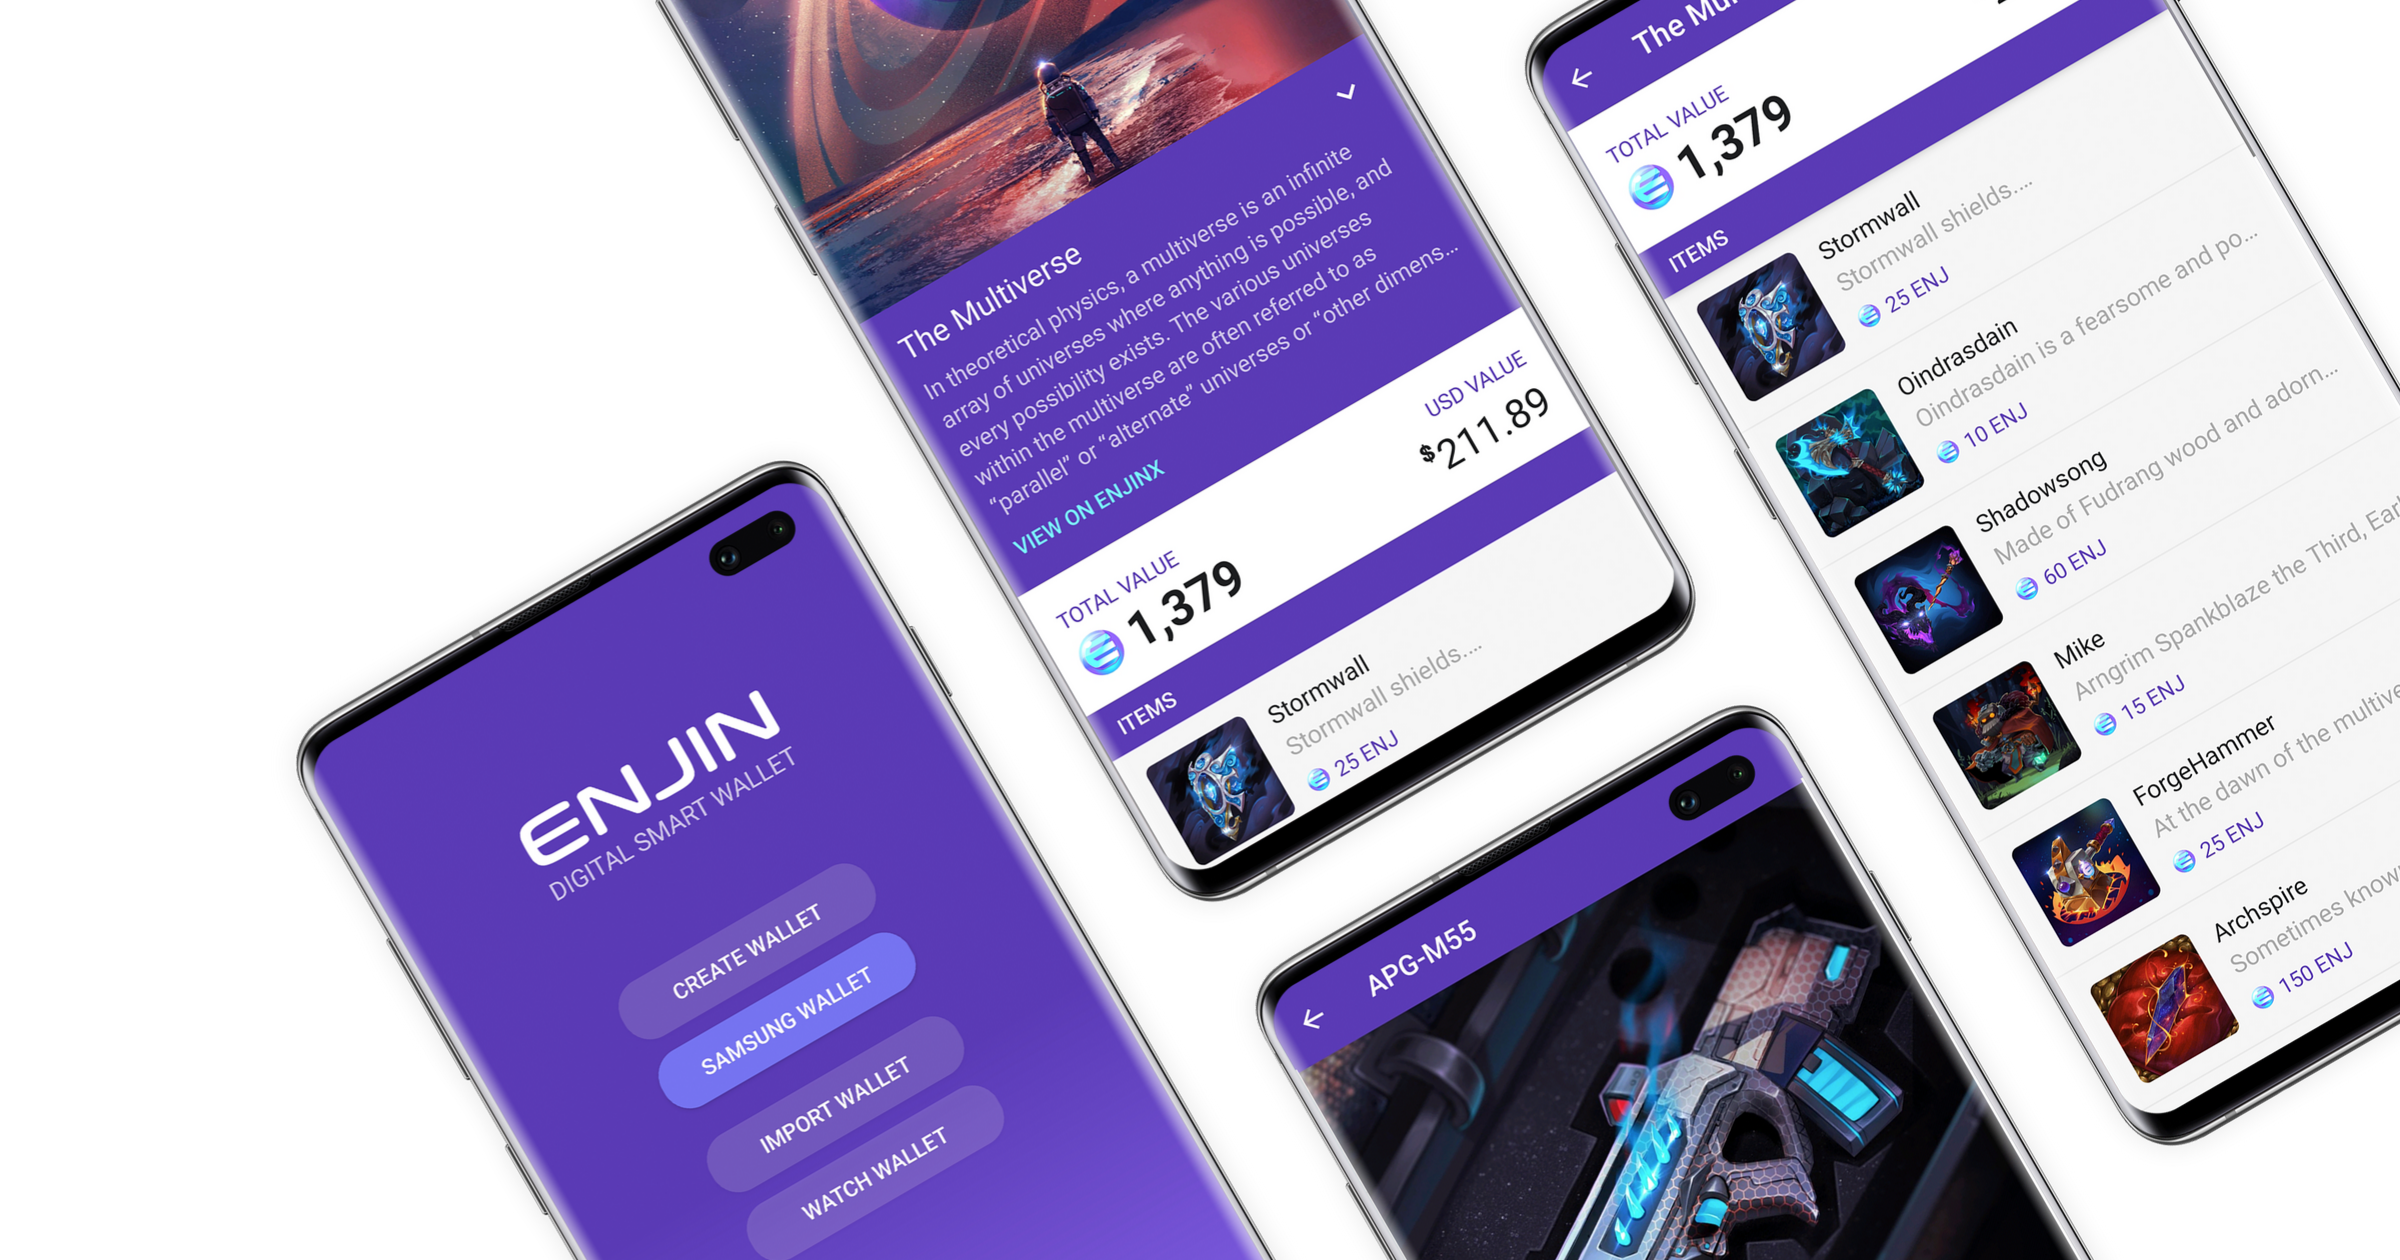 ENJIN
DIGITAL SMART WALLET
CREATE WALLET
SAMSUNG WALLET
IMPORT WALLET
WATCH WALLET
The Multiverse
In theoretical physics, a multiverse is an infinite
array of universes where anything is possible, and
every possibility exists. The various universes
within the multiverse are often referred to as
“parallel” or “alternate” universes or “other dimens...
VIEW ON ENJINX
TOTAL VALUE
1,379
USD VALUE
$211.89
ITEMS
Stormwall
Stormwall shields....
25 ENJ
APG-M55
The Mu
TOTAL VALUE
1,379
ITEMS
Stormwall
Stormwall shields....
25 ENJ
Oindrasdain
Oindrasdain is a fearsome and po...
10 ENJ
Shadowsong
Made of Fudrang wood and adorn...
60 ENJ
Mike
Arngrim Spankblaze the Third, Earl
15 ENJ
ForgeHammer
At the dawn of the multive
25 ENJ
Archspire
Sometimes know
150 ENJ